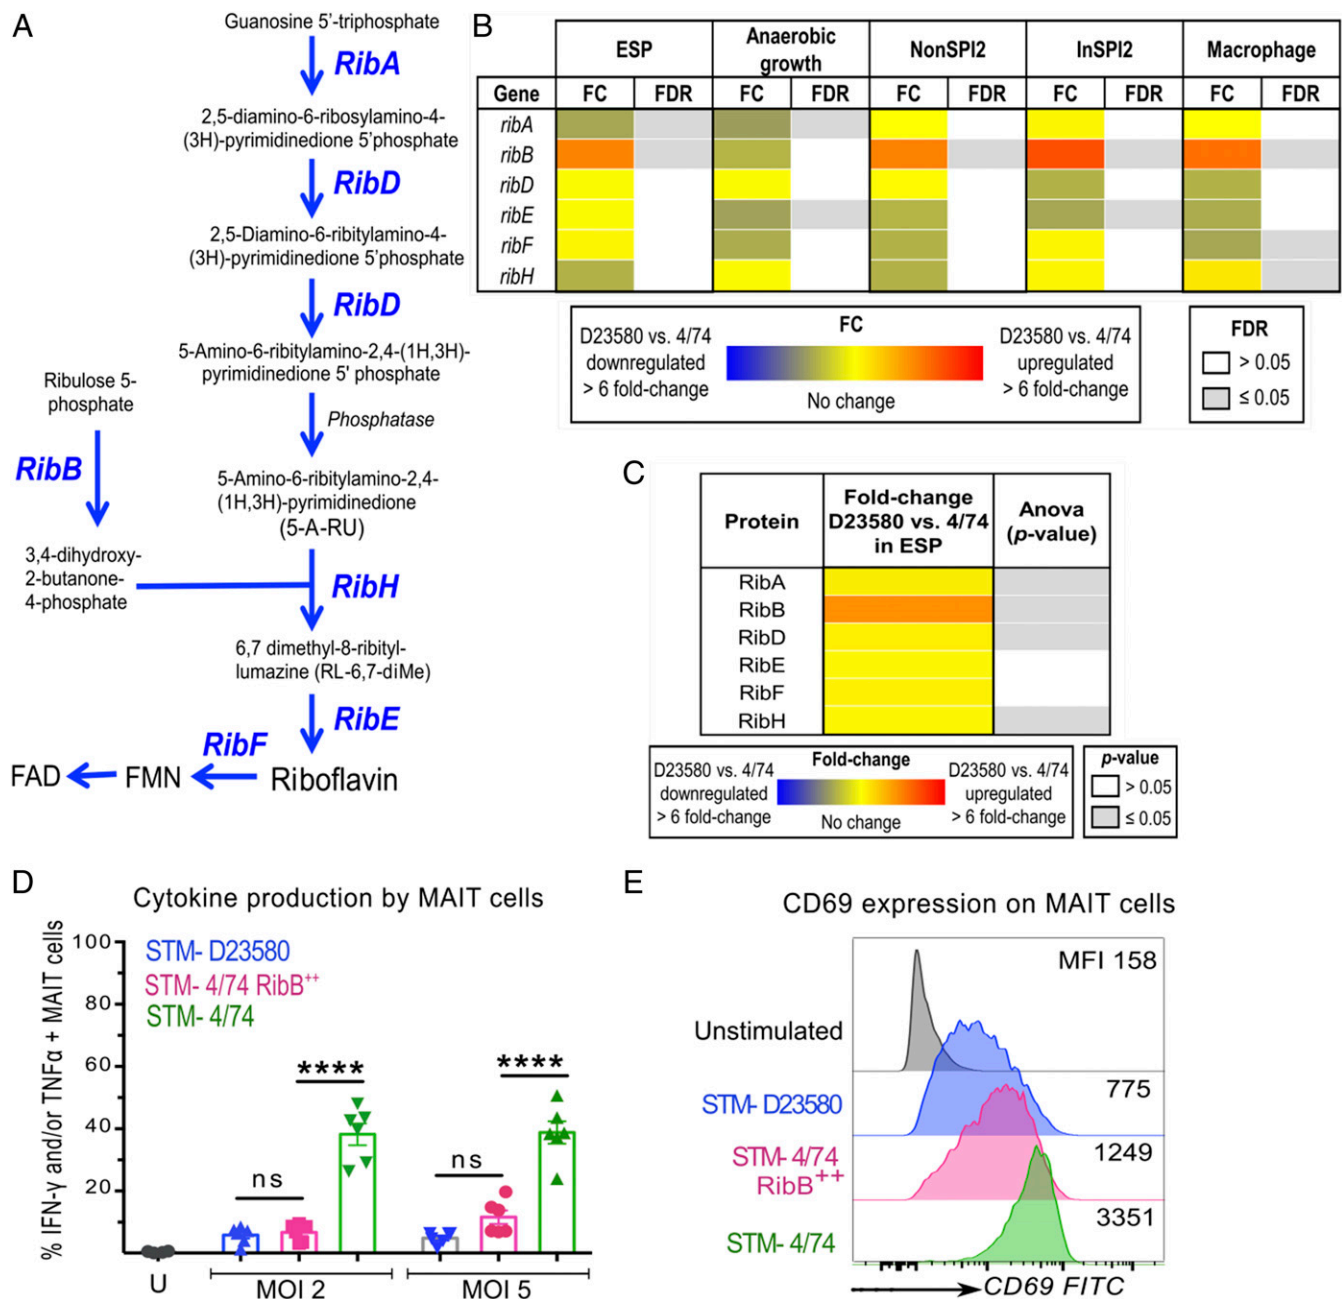 A
Guanosine 5'-triphosphate
RibA
2,5-diamino-6-ribosylamino-4-
(3H)-pyrimidinedione 5'phosphate
RibD
2,5-Diamino-6-ribitylamino-4-
(3H)-pyrimidinedione 5'phosphate
RibD
5-Amino-6-ribitylamino-2,4-(1H,3H)-
pyrimidinedione 5' phosphate
Ribulose 5-
phosphate
Phosphatase
RibB
5-Amino-6-ribitylamino-2,4-
(1H,3H)-pyrimidinedione
(5-A-RU)
3,4-dihydroxy-
2-butanone-
4-phosphate
RibH
6,7 dimethyl-8-ribityl-
lumazine (RL-6,7-diMe)
RibE
RibF
FAD FMN Riboflavin
B
ESP Anaerobic growth NonSPI2 InSPI2 Macrophage
Gene FC FDR FC FDR FC FDR FC FDR FC FDR
ribA
ribB
ribD
ribE
ribF
ribH
FC
D23580 vs. 4/74
downregulated
> 6 fold-change
No change
D23580 vs. 4/74
upregulated
> 6 fold-change
FDR
> 0.05
≤ 0.05
C
Protein
Fold-change
D23580 vs. 4/74
in ESP
Anova
(p-value)
RibA
RibB
RibD
RibE
RibF
RibH
Fold-change
D23580 vs. 4/74
downregulated
> 6 fold-change
No change
D23580 vs. 4/74
upregulated
> 6 fold-change
p-value
> 0.05
≤ 0.05
D
Cytokine production by MAIT cells
% IFN-γ and/or TNFα + MAIT cells
100
80
60
40
20
STM- D23580
STM- 4/74 RibB++
STM- 4/74
ns
****
ns
****
U
MOI 2
MOI 5
E
CD69 expression on MAIT cells
MFI 158
Unstimulated
775
STM- D23580
1249
STM- 4/74
RibB++
3351
STM- 4/74
CD69 FITC